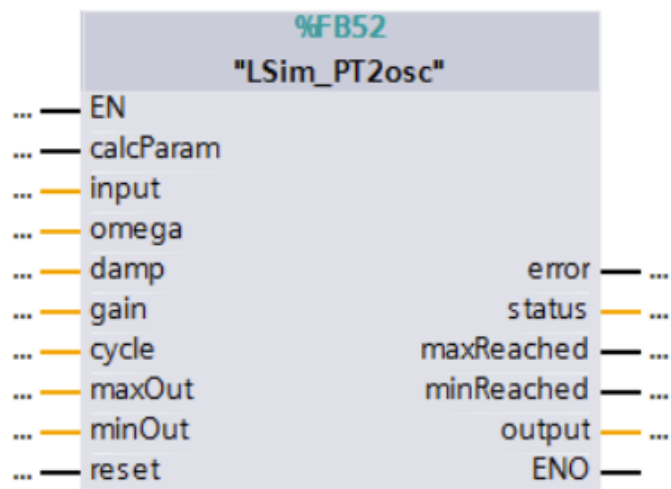 %FB52
"LSim_PT2osc"
... EN
... calcParam
... input
... omega
... damp error ...
... gain status ...
... cycle maxReached ...
... maxOut minReached ...
... minOut output ...
... reset ENO